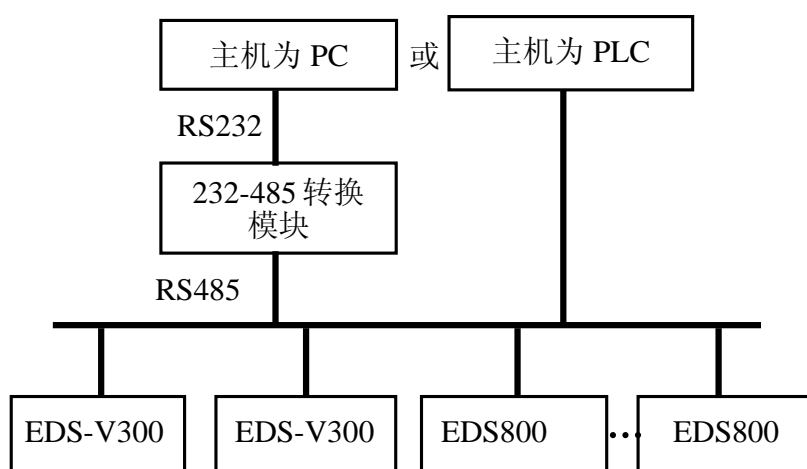 主机为 PC
或
主机为 PLC
RS232
232-485 转换
模块
RS485
EDS-V300
EDS-V300
EDS800
...
EDS800